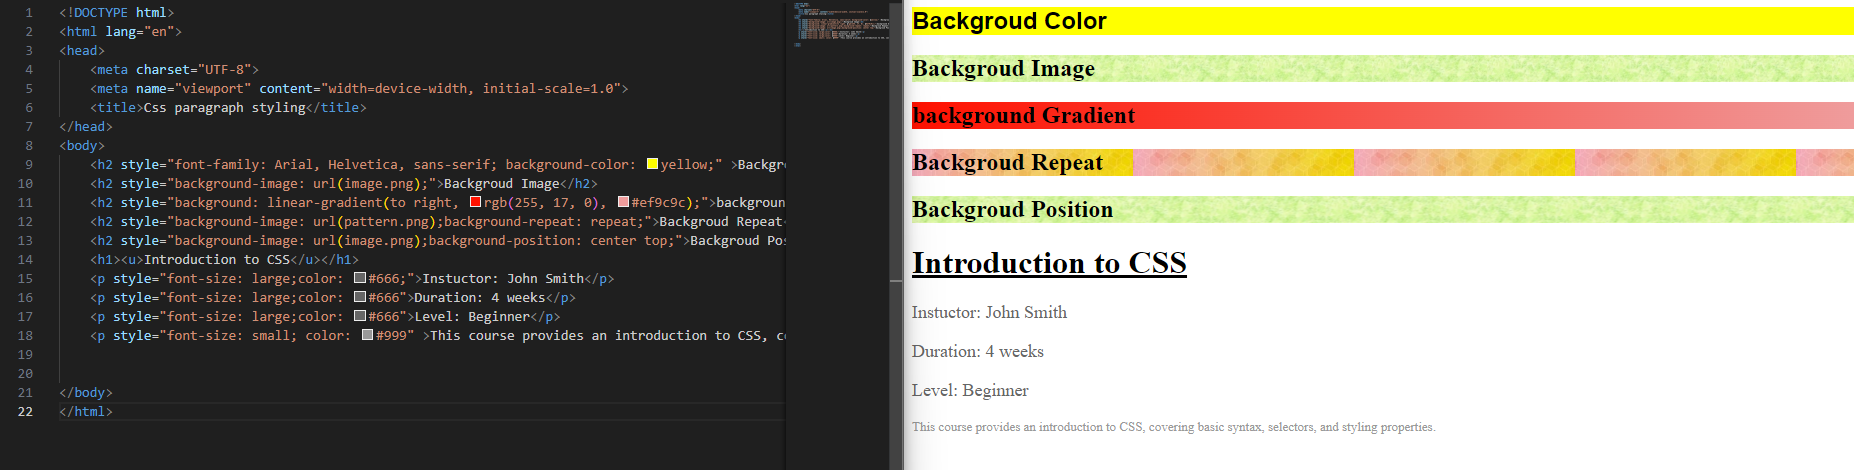 1 <!DOCTYPE html>
2 <html lang="en">
3 <head>
4 <meta charset="UTF-8">
5 <meta name="viewport" content="width=device-width, initial-scale=1.0">
6 <title>Css paragraph styling</title>
7 </head>
8 <body>
9 <h2 style="font-family: Arial, Helvetica, sans-serif; background-color: yellow;" >Backgr
10 <h2 style="background-image: url(image.png);">Backgroud Image</h2>
11 <h2 style="background: linear-gradient(to right, rgb(255, 17, 0), #ef9c9c);">backgroun
12 <h2 style="background-image: url(pattern.png);background-repeat: repeat;">Backgroud Repeat<
13 <h2 style="background-image: url(image.png);background-position: center top;">Backgroud Pos
14 <h1><u>Introduction to CSS</u></h1>
15 <p style="font-size: large;color: #666;">Instuctor: John Smith</p>
16 <p style="font-size: large;color: #666">Duration: 4 weeks</p>
17 <p style="font-size: large;color: #666">Level: Beginner</p>
18 <p style="font-size: small; color: #999" >This course provides an introduction to CSS, c
19
20
21 </body>
22 </html>
Backgroud Color
Backgroud Image
background Gradient
Backgroud Repeat
Backgroud Position
Introduction to CSS
Instuctor: John Smith
Duration: 4 weeks
Level: Beginner
This course provides an introduction to CSS, covering basic syntax, selectors, and styling properties.